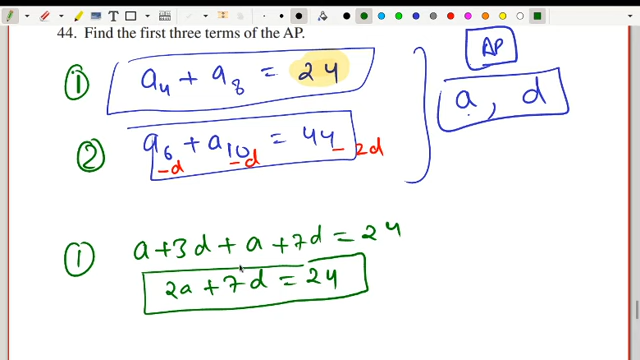 44. Find the first three terms of the AP.
AP
① a₄ + a₈ = 24
a, d
② a₆ + a₁₀ = 44 - 2d
-d -d
① a + 3d + a + 7d = 24
2a + 7d = 24